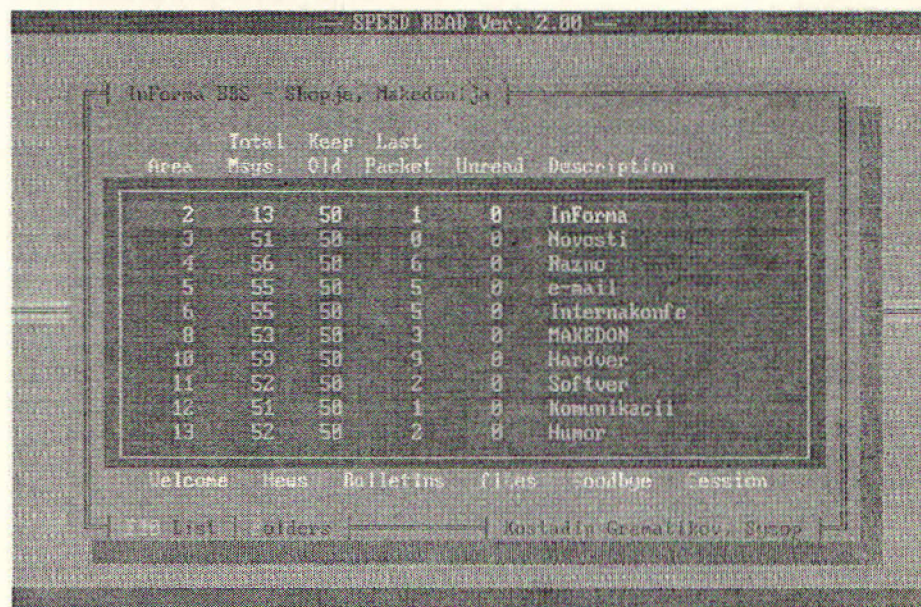 SPEED READ Ver. 2.00
InForma BBS - Skopje, Makedonija
Total Keep Last
Area Msgs. Old Packet Unread Description
2 13 50 1 0 InForma
3 51 50 0 0 Novosti
4 56 50 6 0 Razno
5 55 50 5 0 e-mail
6 55 50 5 0 Internakonfe
8 53 50 3 0 MAKEDON
10 59 50 9 0 Hardver
11 52 50 2 0 Softver
12 51 50 1 0 Komunikacii
13 52 50 2 0 Humor
Welcome News Bulletins Files Goodbye Session
List Folders Kostadin Gramatikov, Sysop